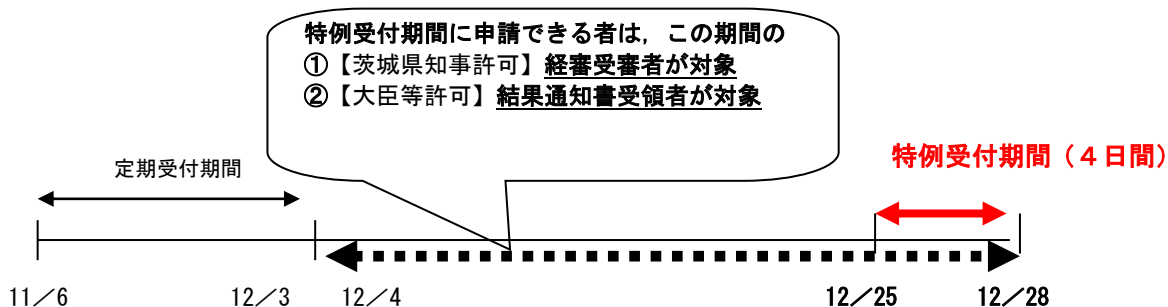 特例受付期間に申請できる者は，この期間の
①【茨城県知事許可】経審受審者が対象
②【大臣等許可】結果通知書受領者が対象
定期受付期間
特例受付期間（４日間）
11／6
12／3
12／4
12／25
12／28